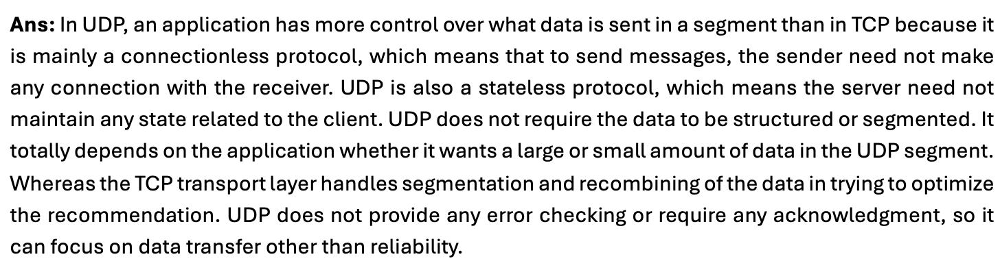 Ans: In UDP, an application has more control over what data is sent in a segment than in TCP because it
is mainly a connectionless protocol, which means that to send messages, the sender need not make
any connection with the receiver. UDP is also a stateless protocol, which means the server need not
maintain any state related to the client. UDP does not require the data to be structured or segmented. It
totally depends on the application whether it wants a large or small amount of data in the UDP segment.
Whereas the TCP transport layer handles segmentation and recombining of the data in trying to optimize
the recommendation. UDP does not provide any error checking or require any acknowledgment, so it
can focus on data transfer other than reliability.